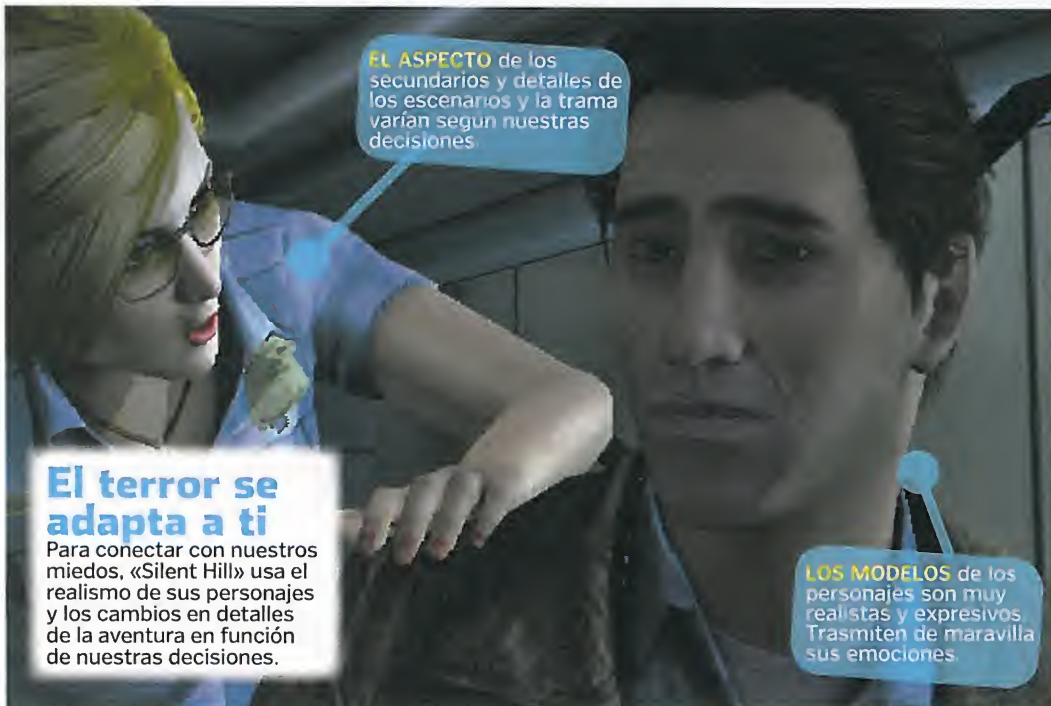 EL ASPECTO de los
secundarios y detalles de
los escenarios y la trama
varían segun nuestras
decisiones
El terror se
adapta a ti
Para conectar con nuestros
miedos, «Silent Hill» usa el
realismo de sus personajes
y los cambios en detalles
de la aventura en función
de nuestras decisiones.
LOS MODELOS de los
personajes son muy
realistas y expresivos
Trasmiten de maravilla
sus emociones.